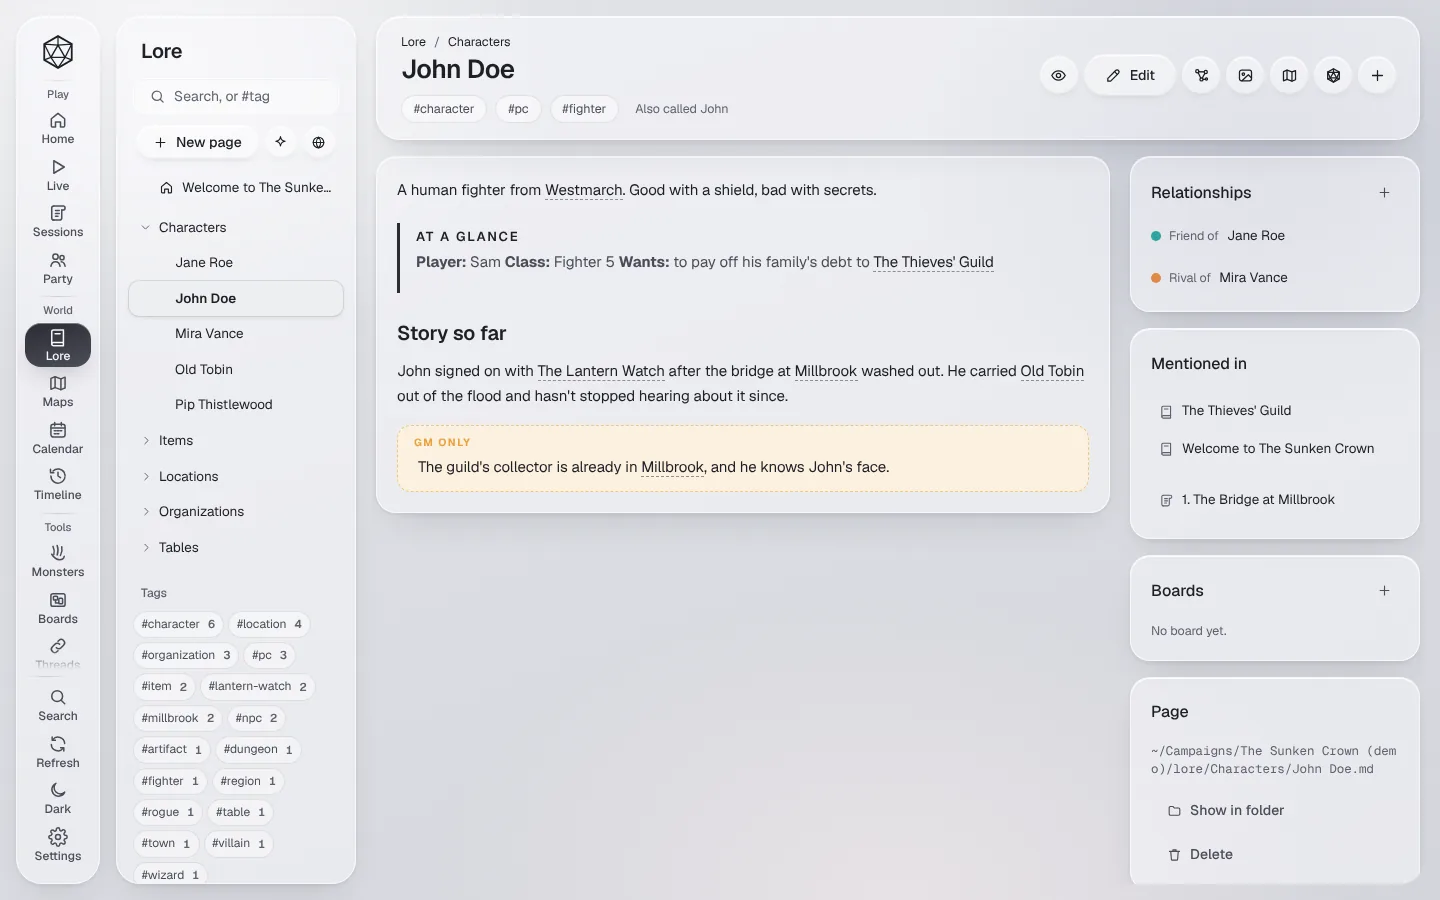 Play
Home
Live
Sessions
Party
World
Lore
Maps
Calendar
Timeline
Tools
Monsters
Boards
Threads
Search
Refresh
Dark
Settings
Lore
Search, or #tag
New page
Welcome to The Sunke...
Characters
Jane Roe
John Doe
Mira Vance
Old Tobin
Pip Thistlewood
Items
Locations
Organizations
Tables
Tags
#character 6 #location 4
#organization 3 #pc 3
#item 2 #lantern-watch 2
#millbrook 2 #npc 2
#artifact 1 #dungeon 1
#fighter 1 #region 1
#rogue 1 #table 1
#town 1 #villain 1
#wizard 1
Lore / Characters
John Doe
#character #pc #fighter Also called John
Edit
A human fighter from Westmarch. Good with a shield, bad with secrets.
AT A GLANCE
Player: Sam Class: Fighter 5 Wants: to pay off his family's debt to The Thieves' Guild
Story so far
John signed on with The Lantern Watch after the bridge at Millbrook washed out. He carried Old Tobin
out of the flood and hasn't stopped hearing about it since.
GM ONLY
The guild's collector is already in Millbrook, and he knows John's face.
Relationships
Friend of Jane Roe
Rival of Mira Vance
Mentioned in
The Thieves' Guild
Welcome to The Sunken Crown
1. The Bridge at Millbrook
Boards
No board yet.
Page
~/Campaigns/The Sunken Crown (dem
o)/lore/Characters/John Doe.md
Show in folder
Delete